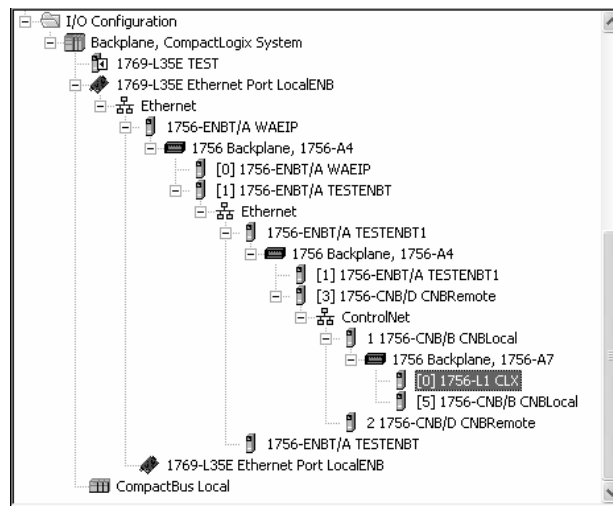 I/O Configuration
Backplane, CompactLogix System
1769-L35E TEST
1769-L35E Ethernet Port LocalENB
Ethernet
1756-ENBT/A WAEIP
1756 Backplane, 1756-A4
[0] 1756-ENBT/A WAEIP
[1] 1756-ENBT/A TESTENBT
Ethernet
1756-ENBT/A TESTENBT1
1756 Backplane, 1756-A4
[1] 1756-ENBT/A TESTENBT1
[3] 1756-CNB/D CNBRemote
ControlNet
1 1756-CNB/B CNBLocal
1756 Backplane, 1756-A7
[0] 1756-L1 CLX
[5] 1756-CNB/B CNBLocal
2 1756-CNB/D CNBRemote
1756-ENBT/A TESTENBT
1769-L35E Ethernet Port LocalENB
CompactBus Local